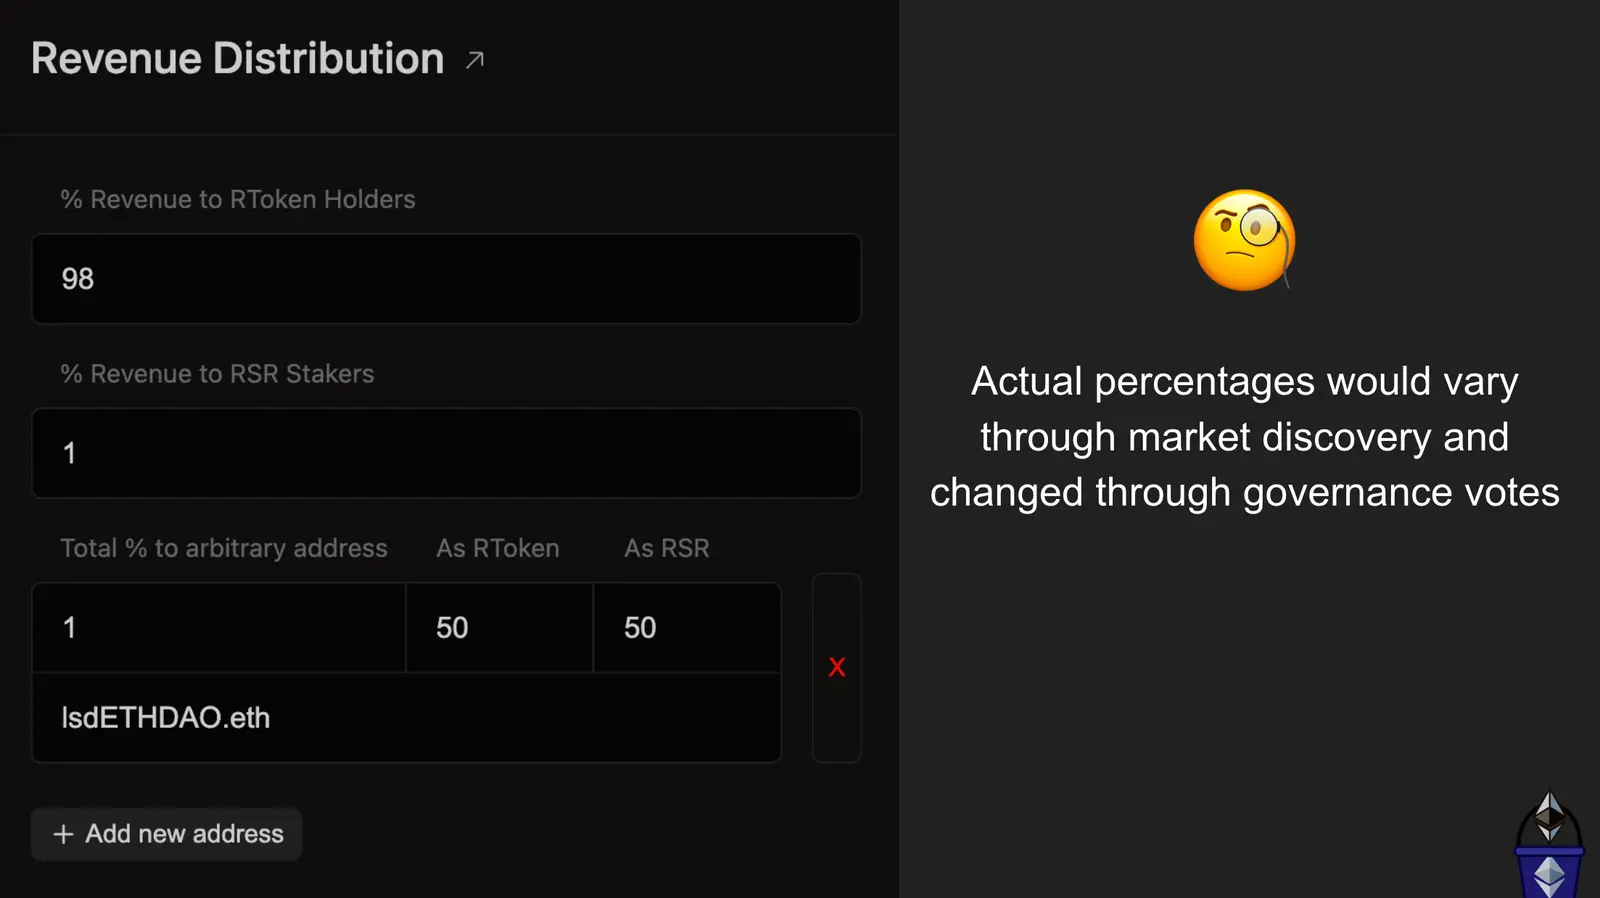 Revenue Distribution
% Revenue to RToken Holders
98
% Revenue to RSR Stakers
1
Total % to arbitrary address As RToken As RSR
1 50 50
lsdETHDAO.eth
X
+ Add new address
Actual percentages would vary
through market discovery and
changed through governance votes